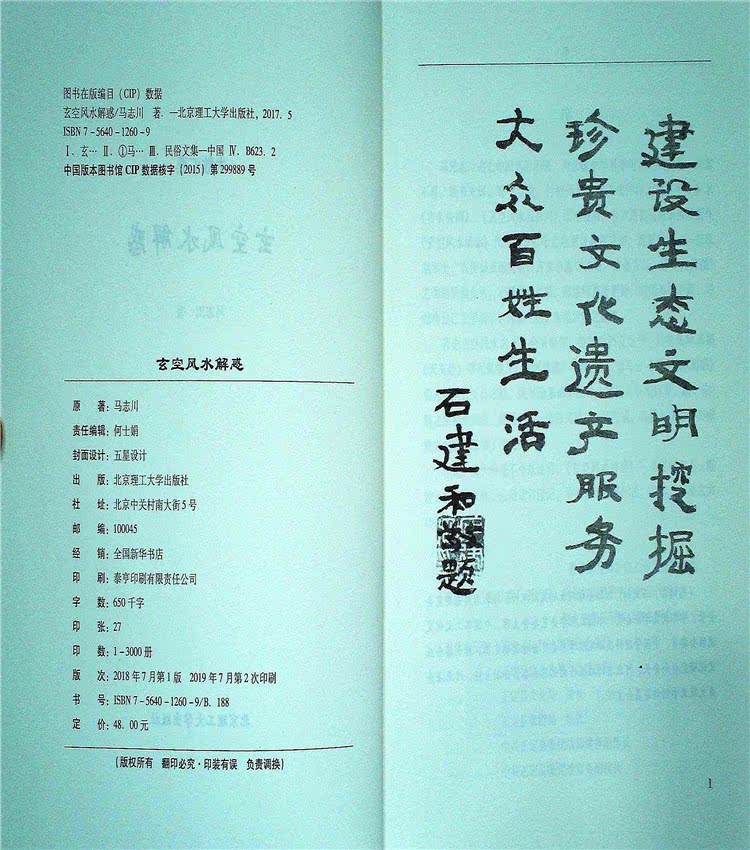 图书在版编目（CIP）数据
玄空风水解惑/马志川 著. —北京理工大学出版社，2017. 5
ISBN 7－5640－1260－9
Ⅰ. 玄… Ⅱ. ①马… Ⅲ. 民俗文集—中国 Ⅳ. B623. 2
中国版本图书馆 CIP 数据核字（2015）第 299889 号
玄空风水解惑
原 著：马志川
责任编辑：何士娟
封面设计：五星设计
出 版：北京理工大学出版社
社 址：北京中关村南大街 5 号
邮 编：100045
经 销：全国新华书店
印 刷：泰亨印刷有限责任公司
字 数：650 千字
印 张：27
印 数：1－3000 册
版 次：2018 年 7 月第 1 版 2019 年 7 月第 2 次印刷
书 号：ISBN 7－5640－1260－9/B. 188
定 价：48. 00 元
（版权所有 翻印必究·印装有误 负责调换）
建设生态文明挖掘
珍贵文化遗产服务
大众百姓生活
石建和敬题
1